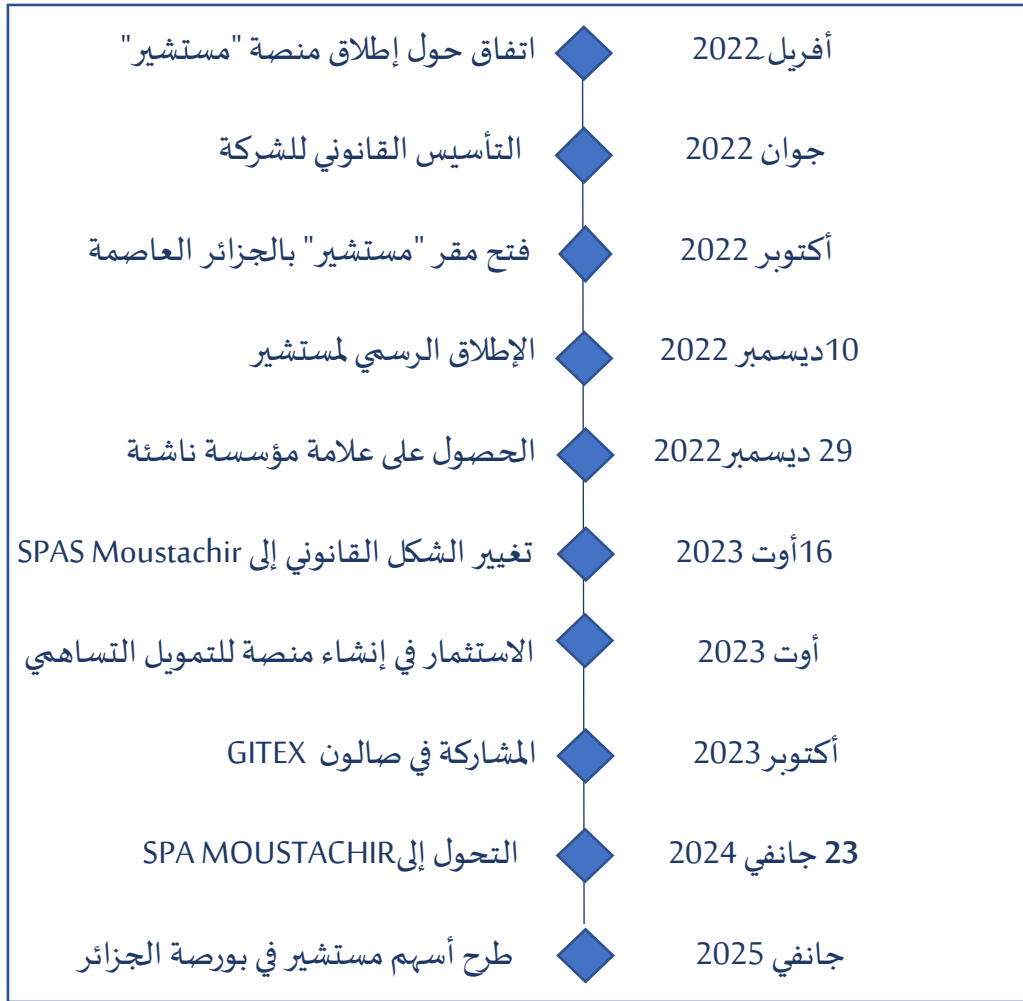 أفريل 2022 اتفاق حول إطلاق منصة "مستشير"
جوان 2022 التأسيس القانوني للشركة
أكتوبر 2022 فتح مقر "مستشير" بالجزائر العاصمة
10ديسمبر 2022 الإطلاق الرسمي لمستشير
29 ديسمبر2022 الحصول على علامة مؤسسة ناشئة
16أوت 2023 تغيير الشكل القانوني إلى SPAS Moustachir
أوت 2023 الاستثمار في إنشاء منصة للتمويل التساهمي
أكتوبر2023 المشاركة في صالون GITEX
23 جانفي 2024 التحول إلىSPA MOUSTACHIR
جانفي 2025 طرح أسهم مستشير في بورصة الجزائر